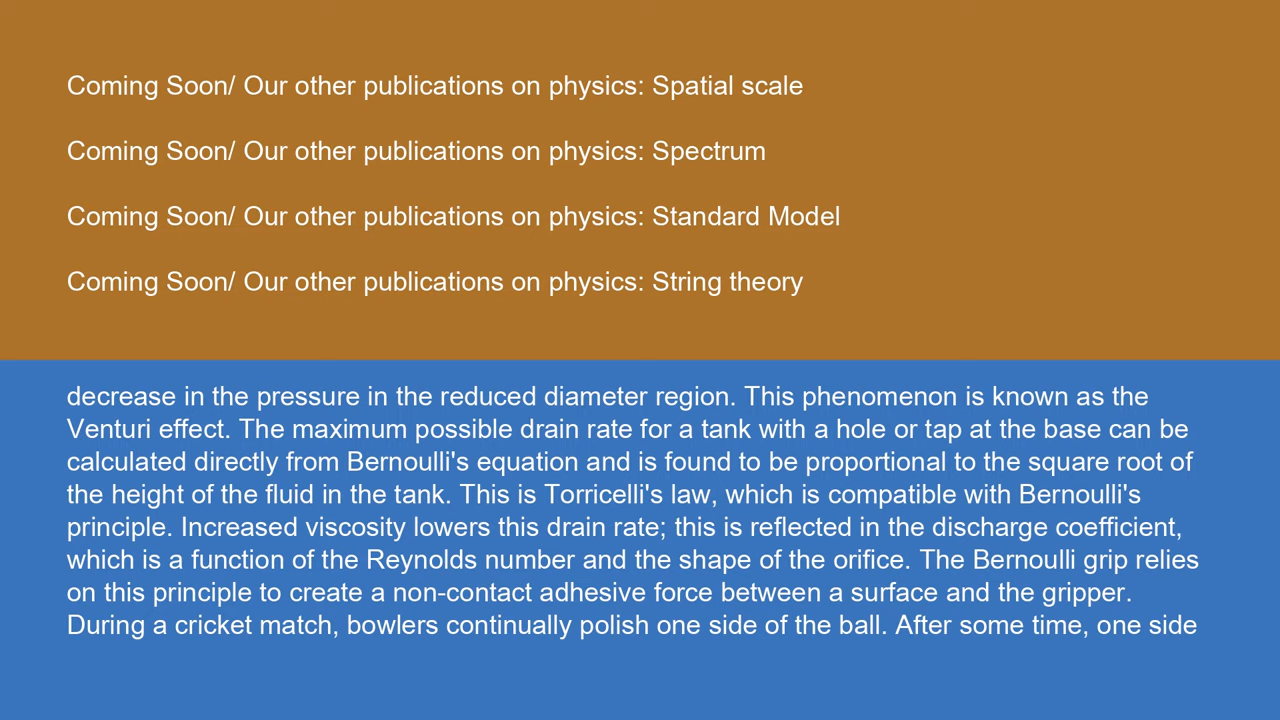 Coming Soon/ Our other publications on physics: Spatial scale
Coming Soon/ Our other publications on physics: Spectrum
Coming Soon/ Our other publications on physics: Standard Model
Coming Soon/ Our other publications on physics: String theory
decrease in the pressure in the reduced diameter region. This phenomenon is known as the
Venturi effect. The maximum possible drain rate for a tank with a hole or tap at the base can be
calculated directly from Bernoulli's equation and is found to be proportional to the square root of
the height of the fluid in the tank. This is Torricelli's law, which is compatible with Bernoulli's
principle. Increased viscosity lowers this drain rate; this is reflected in the discharge coefficient,
which is a function of the Reynolds number and the shape of the orifice. The Bernoulli grip relies
on this principle to create a non-contact adhesive force between a surface and the gripper.
During a cricket match, bowlers continually polish one side of the ball. After some time, one side